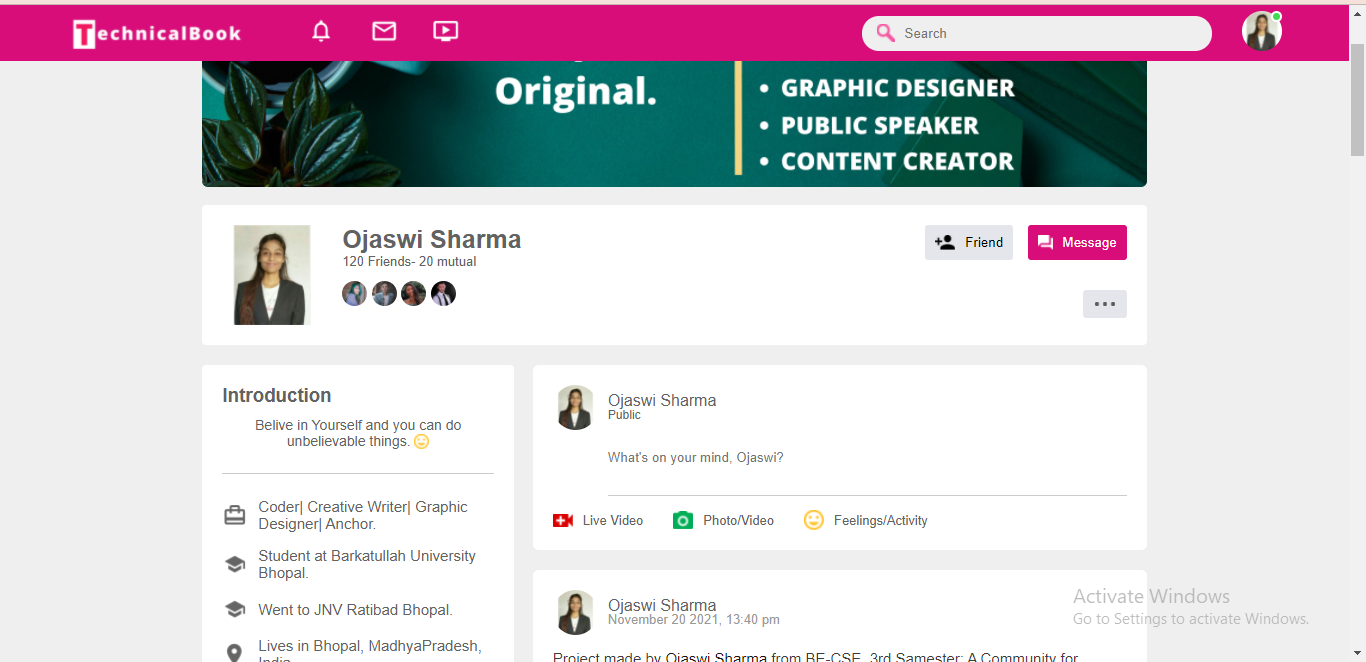 TechnicalBook
Search
Original.
• GRAPHIC DESIGNER
• PUBLIC SPEAKER
• CONTENT CREATOR
Ojaswi Sharma
120 Friends- 20 mutual
Friend
Message
Introduction
Belive in Yourself and you can do
unbelievable things.
Coder| Creative Writer| Graphic
Designer| Anchor.
Student at Barkatullah University
Bhopal.
Went to JNV Ratibad Bhopal.
Lives in Bhopal, MadhyaPradesh,
India
Ojaswi Sharma
Public
What's on your mind, Ojaswi?
Live Video
Photo/Video
Feelings/Activity
Ojaswi Sharma
November 20 2021, 13:40 pm
Project made by Ojaswi Sharma from BE-CSE, 3rd Samester: A Community for
Activate Windows
Go to Settings to activate Windows.